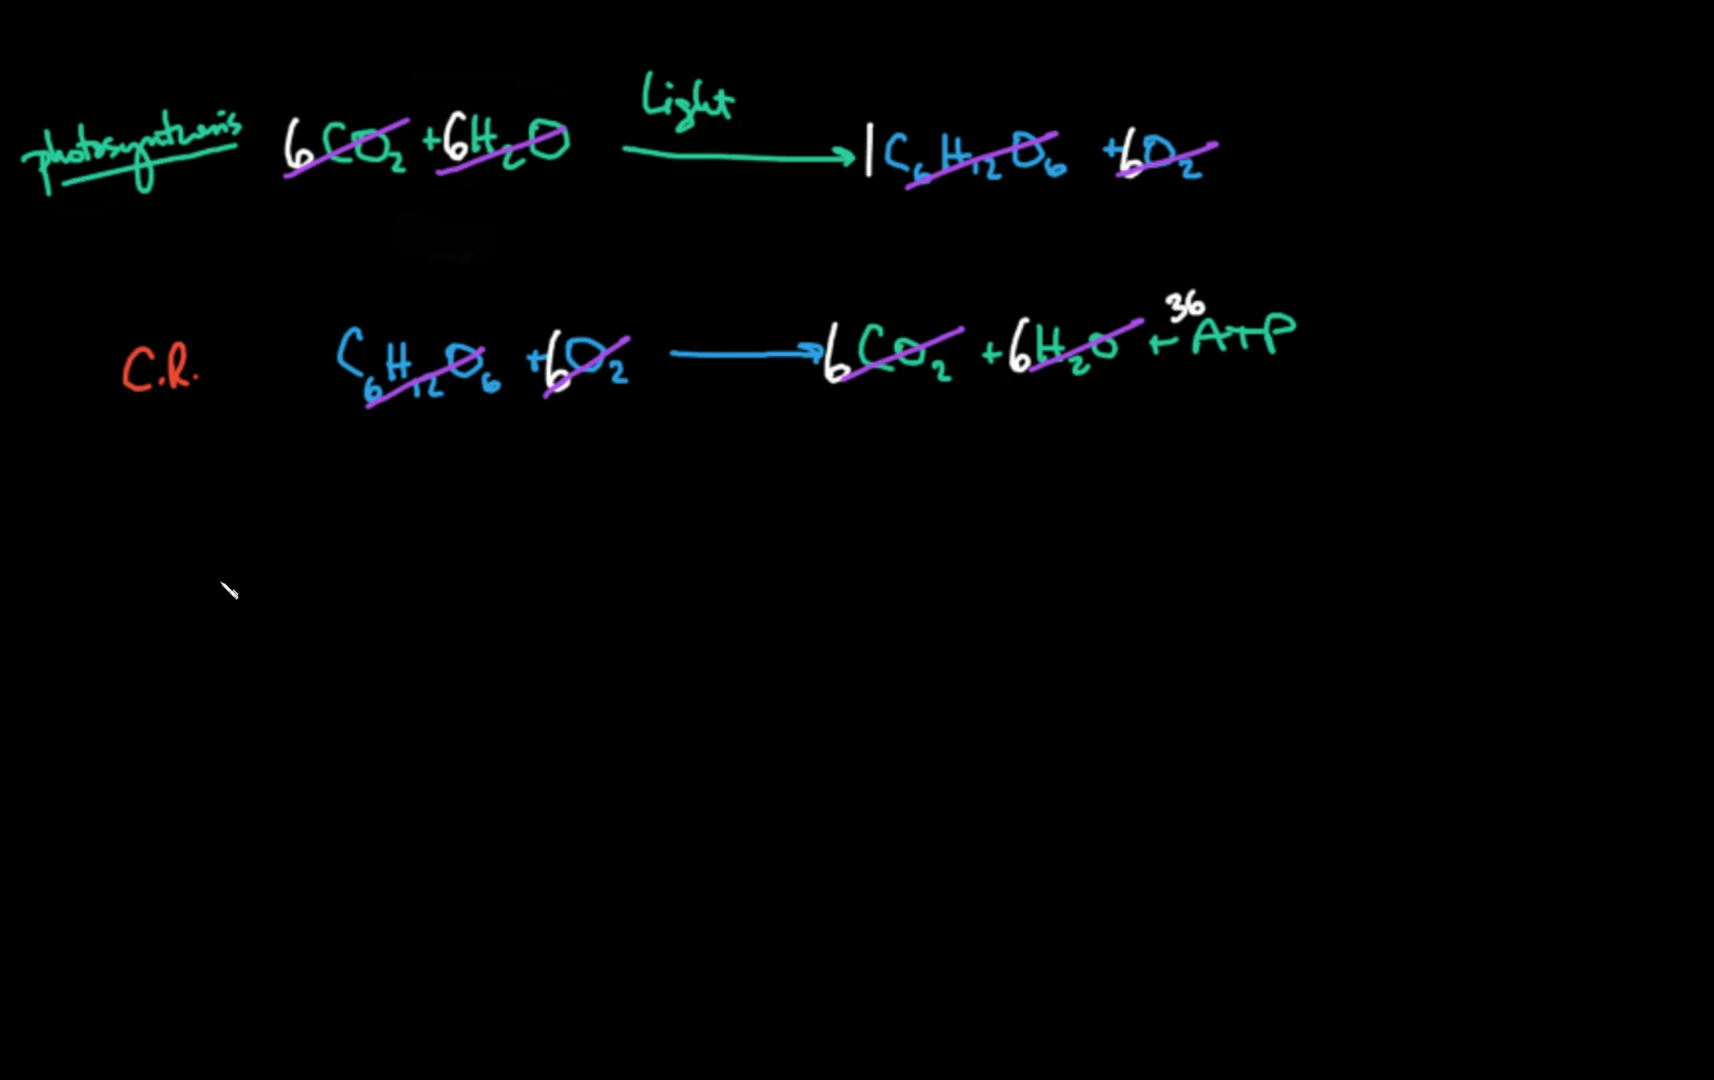 Light
photosynthesis 6CO₂ + 6H₂O → 1C₆H₁₂O₆ + 6O₂
36
C.R. C₆H₁₂O₆ + 6O₂ → 6CO₂ + 6H₂O + ATP